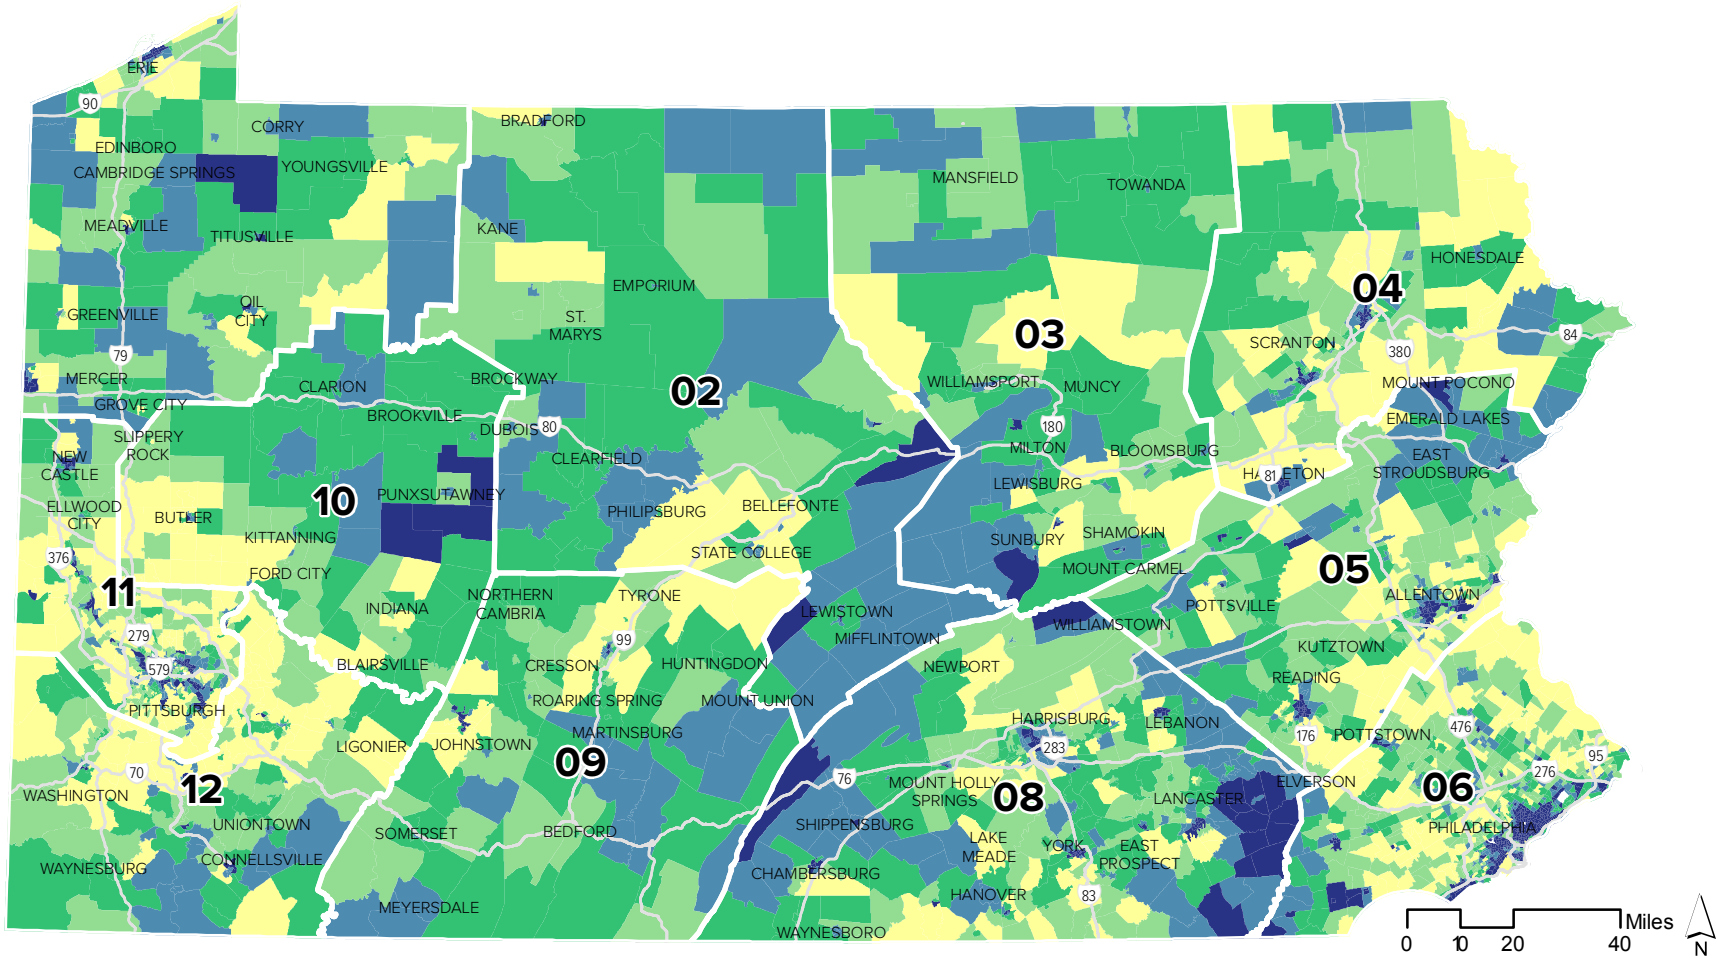 ERIE
90
CORRY
BRADFORD
EDINBORO
YOUNGSVILLE
CAMBRIDGE SPRINGS
MANSFIELD
TOWANDA
MEADVILLE
TITUSVILLE
KANE
HONESDALE
EMPORIUM
04
OIL
CITY
GREENVILLE
ST.
MARYS
03
SCRANTON
84
79
380
MERCER
CLARION
BROCKWAY
02
WILLIAMSPORT
MUNCY
MOUNT POCONO
GROVE CITY
BROOKVILLE
EMERALD LAKES
DUBOIS
80
180
SLIPPERY
ROCK
MILTON
BLOOMSBURG
NEW
CASTLE
CLEARFIELD
EAST
STROUDSBURG
81
LEWISBURG
10
PUNXSUTAWNEY
ELLWOOD
CITY
BUTLER
PHILIPSBURG
BELLEFONTE
KITTANNING
STATE COLLEGE
SUNBURY
SHAMOKIN
376
FORD CITY
MOUNT CARMEL
05
11
INDIANA
NORTHERN
CAMBRIA
TYRONE
LEWISTOWN
WILLIAMSTOWN
POTTSVILLE
ALLENTOWN
279
99
MIFFLINTOWN
KUTZTOWN
579
BLAIRSVILLE
CRESSON
HUNTINGDON
NEWPORT
READING
ROARING SPRING
MOUNT UNION
PITTSBURGH
HARRISBURG
LEBANON
476
LIGONIER
JOHNSTOWN
MARTINSBURG
283
176
POTTSTOWN
95
70
09
76
276
12
WASHINGTON
MOUNT HOLLY
SPRINGS
08
LANCASTER
ELVERSON
06
UNIONTOWN
SOMERSET
BEDFORD
SHIPPENSBURG
PHILADELPHIA
WAYNESBURG
CONNELLSVILLE
LAKE
MEADE
YORK
EAST
PROSPECT
CHAMBERSBURG
HANOVER
83
MEYERSDALE
WAYNESBORO
Miles
0
10
20
40
N